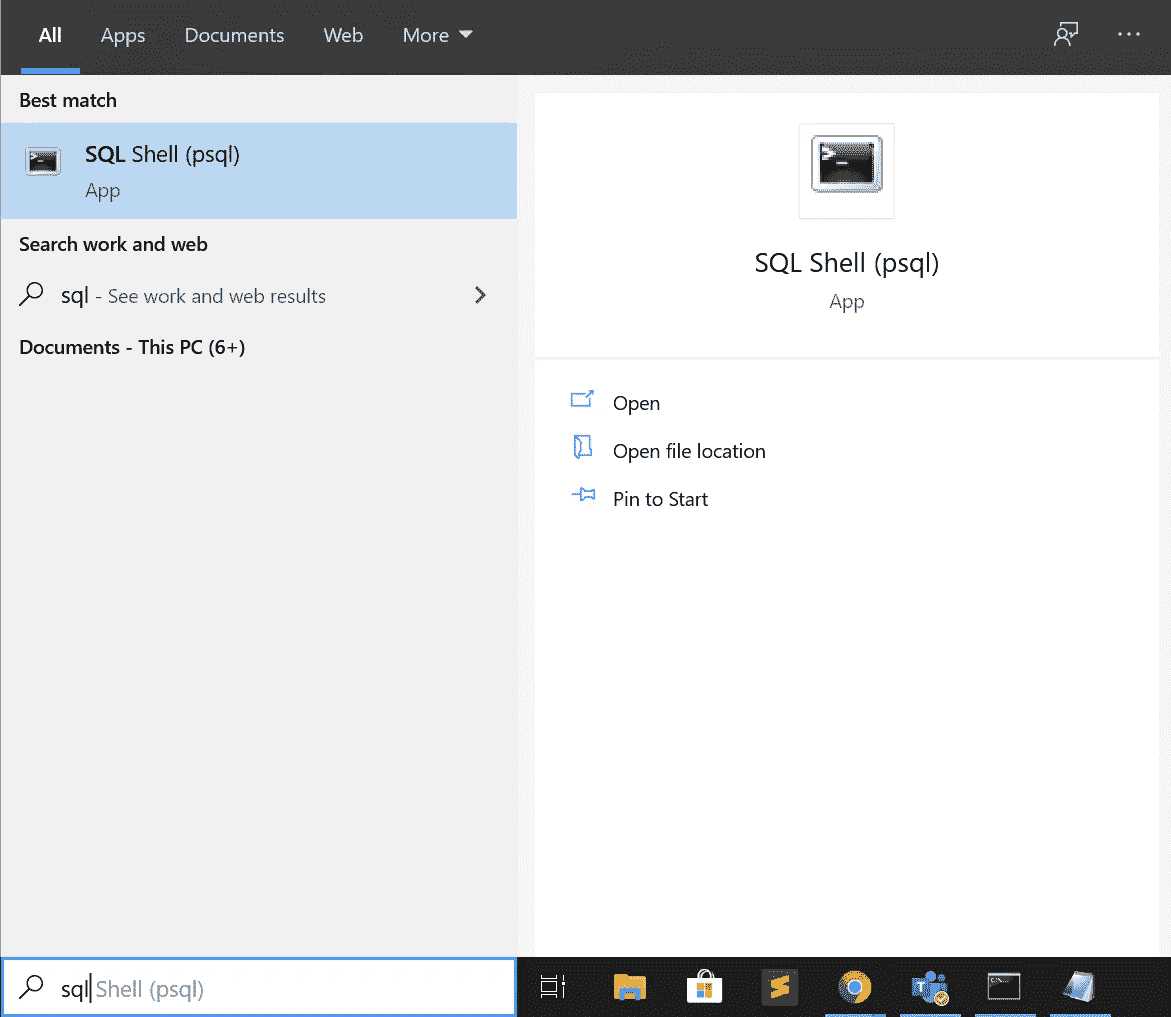 All Apps Documents Web More
Best match
SQL Shell (psql)
App
Search work and web
sql - See work and web results
Documents - This PC (6+)
SQL Shell (psql)
App
Open
Open file location
Pin to Start
sql Shell (psql)